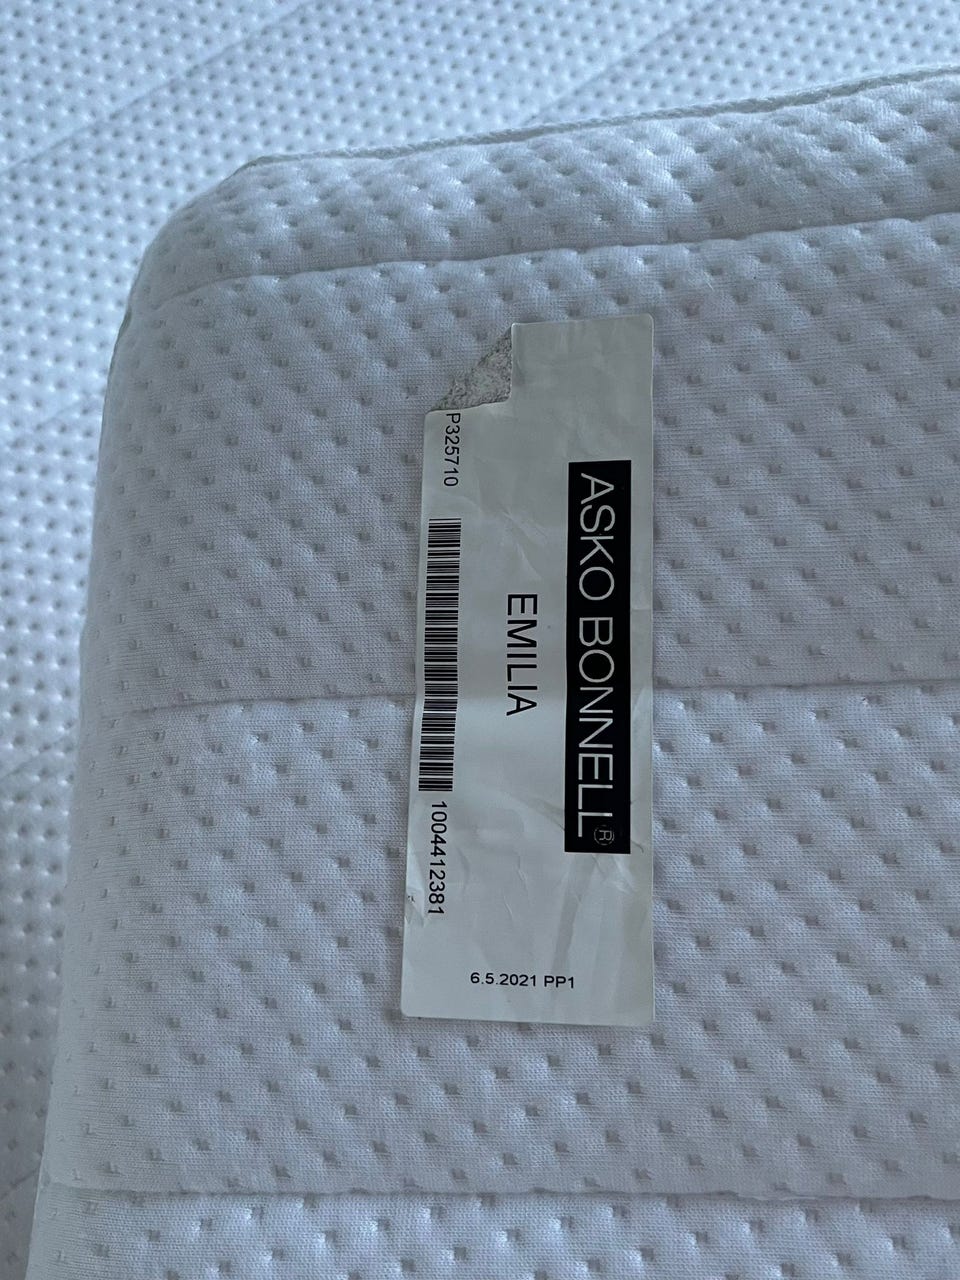 ASKO BONNELL®
EMILIA
P325710
1004412381
6.5.2021 PP1